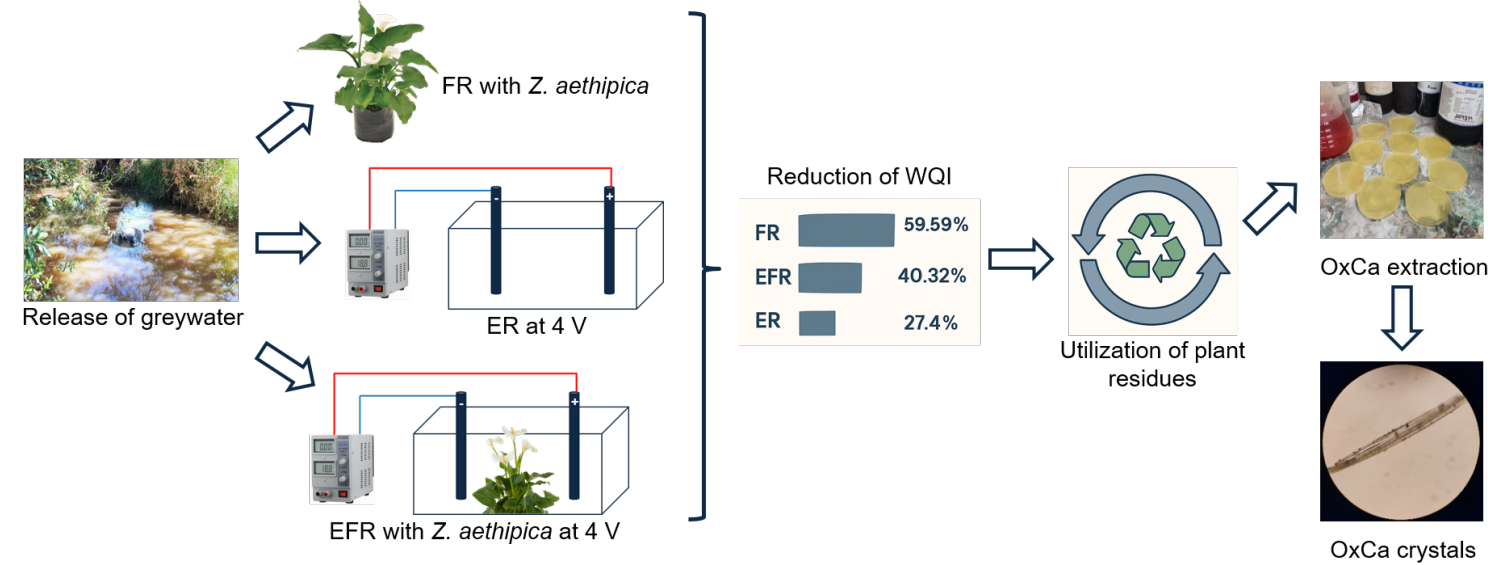 Release of greywater
FR with Z. aethipica
-
+
ER at 4 V
-
+
EFR with Z. aethipica at 4 V
Reduction of WQI
FR 59.59%
EFR 40.32%
ER 27.4%
Utilization of plant
residues
OxCa extraction
OxCa crystals